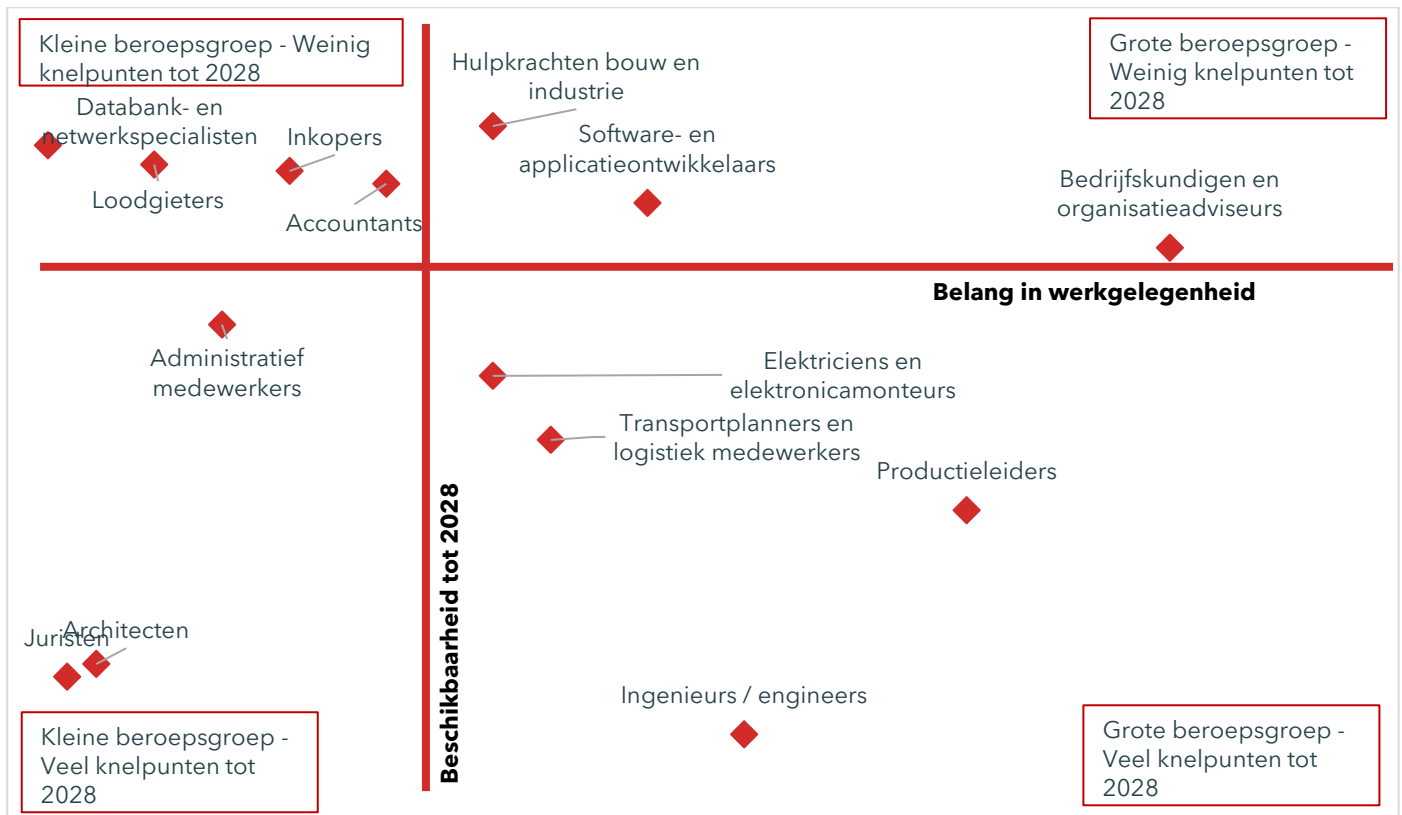 Kleine beroepsgroep - Weinig
knelpunten tot 2028
Grote beroepsgroep -
Weinig knelpunten tot
2028
Hulpkrachten bouw en
industrie
Databank- en
netwerkspecialisten
Inkopers
Software- en
applicatieontwikkelaars
Loodgieters
Accountants
Bedrijfskundigen en
organisatieadviseurs
Belang in werkgelegenheid
Administratief
medewerkers
Elektriciens en
elektronicamonteurs
Transportplanners en
logistiek medewerkers
Productieleiders
Beschikbaarheid tot 2028
Juristen
Architecten
Ingenieurs / engineers
Kleine beroepsgroep -
Veel knelpunten tot
2028
Grote beroepsgroep -
Veel knelpunten tot
2028